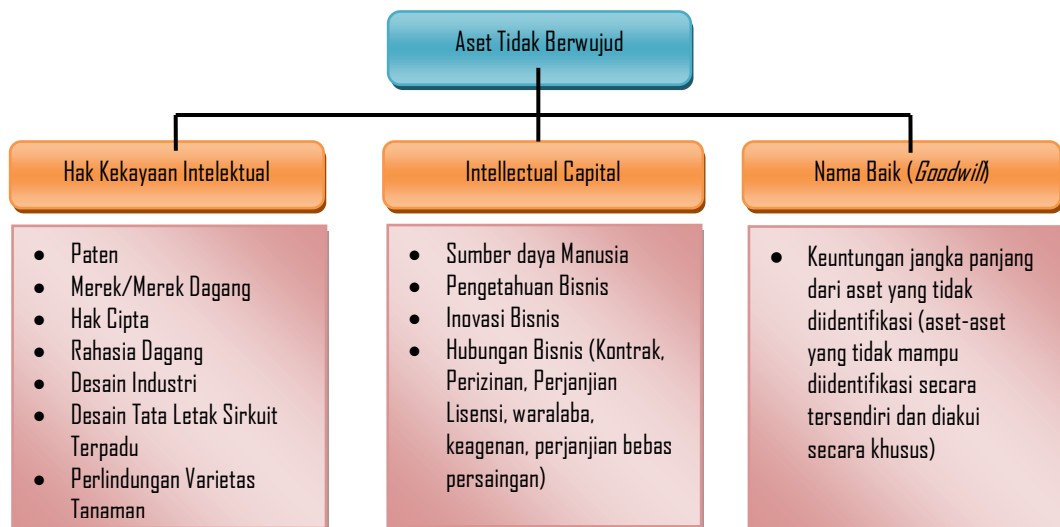 Aset Tidak Berwujud
Hak Kekayaan Intelektual
Intellectual Capital
Nama Baik (Goodwill)
• Paten
• Merek/Merek Dagang
• Hak Cipta
• Rahasia Dagang
• Desain Industri
• Desain Tata Letak Sirkuit
Terpadu
• Perlindungan Varietas
Tanaman
• Sumber daya Manusia
• Pengetahuan Bisnis
• Inovasi Bisnis
• Hubungan Bisnis (Kontrak,
Perizinan, Perjanjian
Lisensi, waralaba,
keagenan, perjanjian bebas
persaingan)
• Keuntungan jangka panjang
dari aset yang tidak
diidentifikasi (aset-aset
yang tidak mampu
diidentifikasi secara
tersendiri dan diakui
secara khusus)